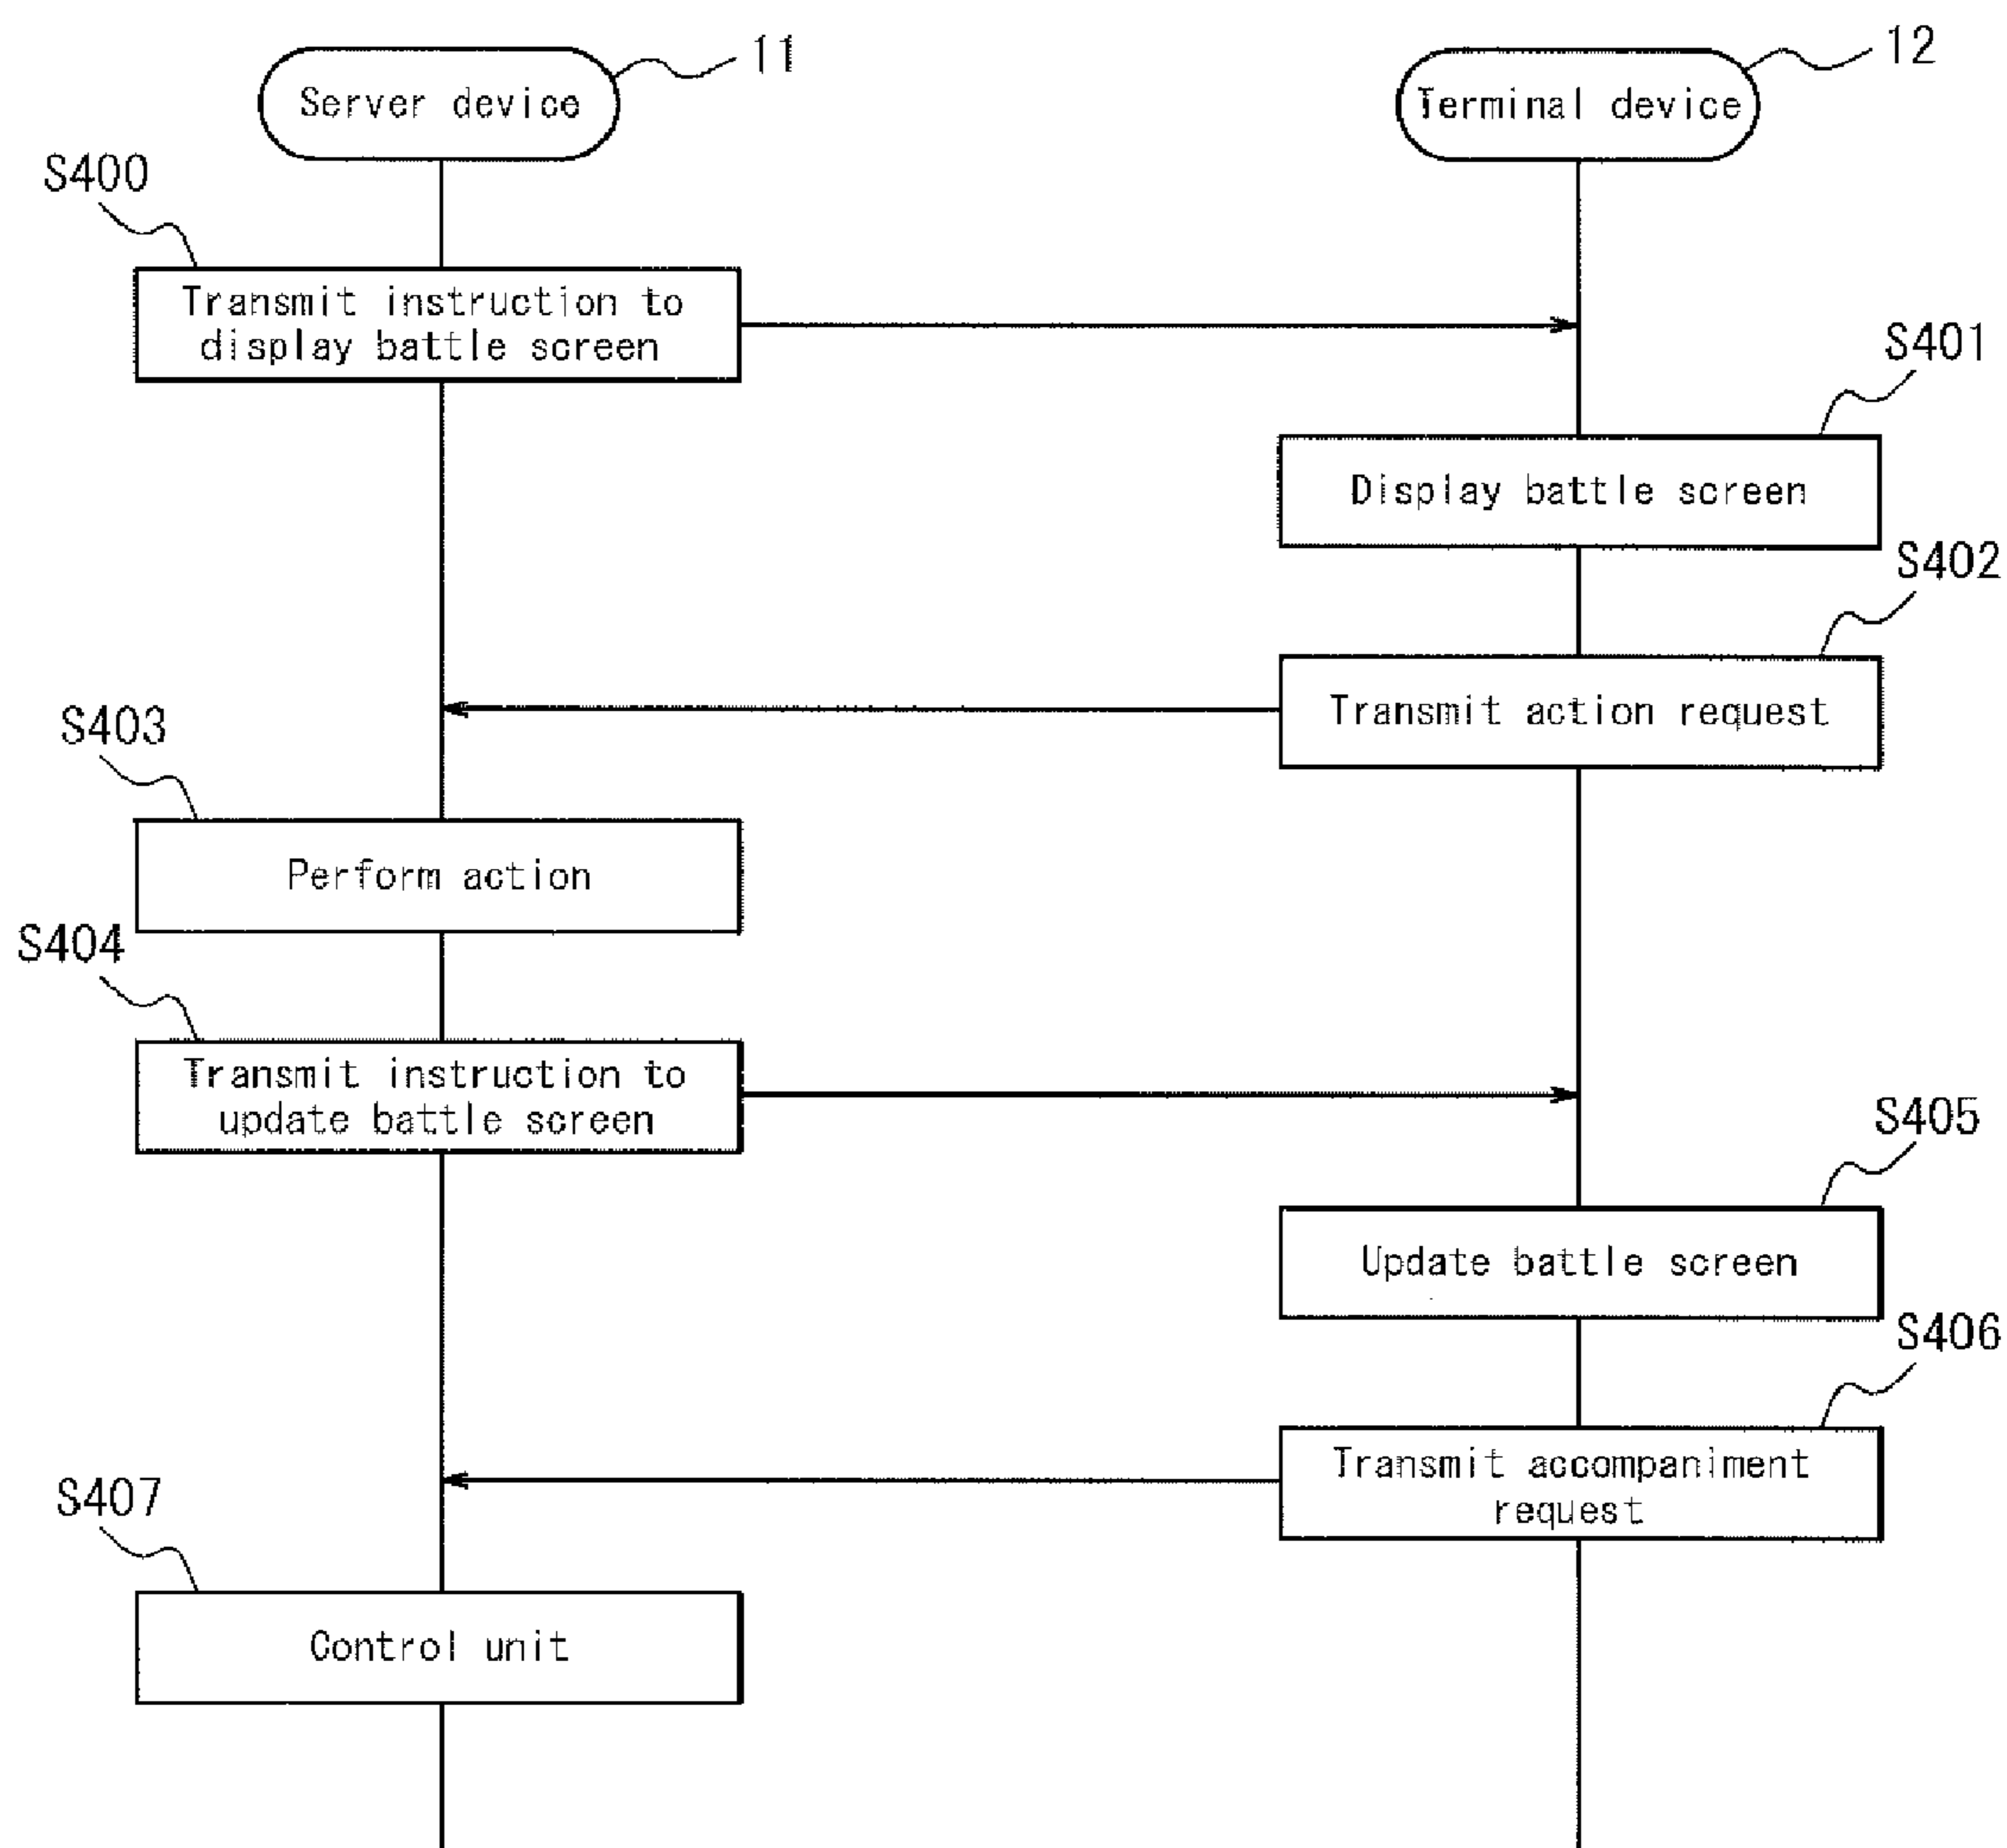 11
12
Server device
Terminal device
S400
Transmit instruction to
display battle screen
S401
Display battle screen
S402
Transmit action request
S403
Perform action
S404
Transmit instruction to
update battle screen
S405
Update battle screen
S406
Transmit accompaniment
request
S407
Control unit